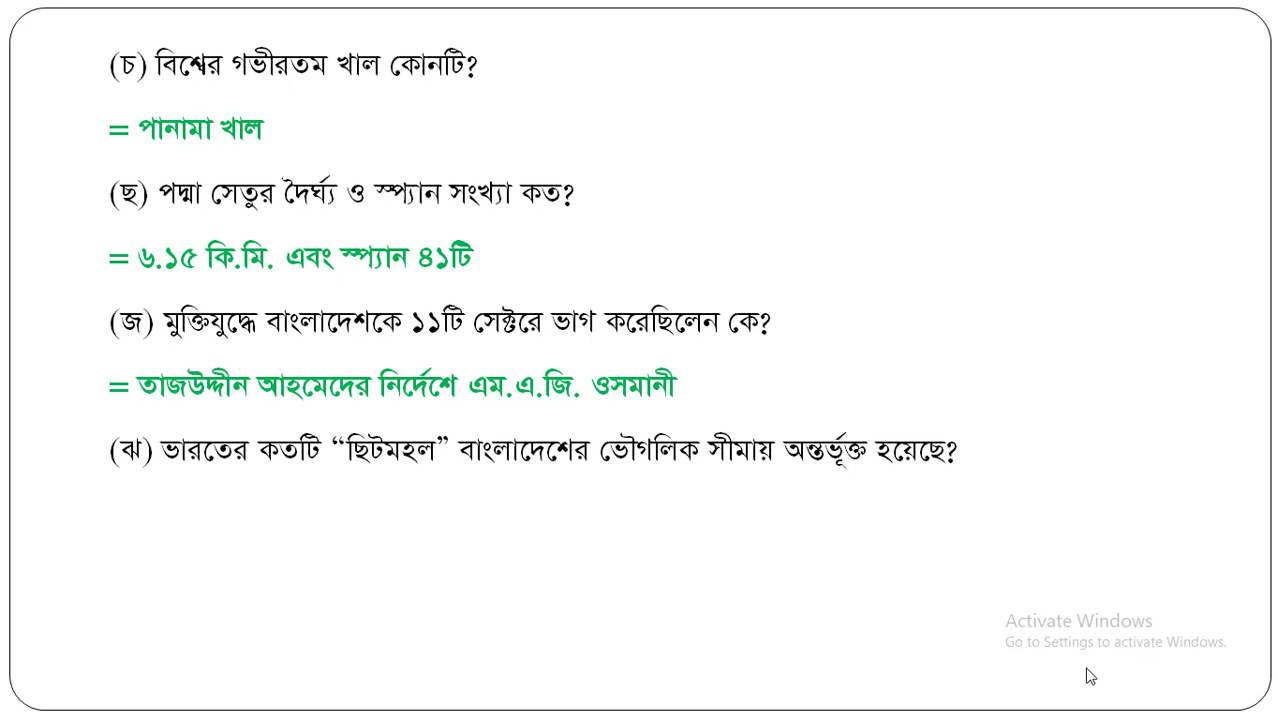 (চ) বিশ্বের গভীরতম খাল কোনটি?
= পানামা খাল
(ছ) পদ্মা সেতুর দৈর্ঘ্য ও স্প্যান সংখ্যা কত?
= ৬.১৫ কি.মি. এবং স্প্যান ৪১টি
(জ) মুক্তিযুদ্ধে বাংলাদেশকে ১১টি সেক্টরে ভাগ করেছিলেন কে?
= তাজউদ্দীন আহমেদের নির্দেশে এম.এ.জি. ওসমানী
(ঝ) ভারতের কতটি “ছিটমহল” বাংলাদেশের ভৌগলিক সীমায় অন্তর্ভূক্ত হয়েছে?
Activate Windows
Go to Settings to activate Windows.